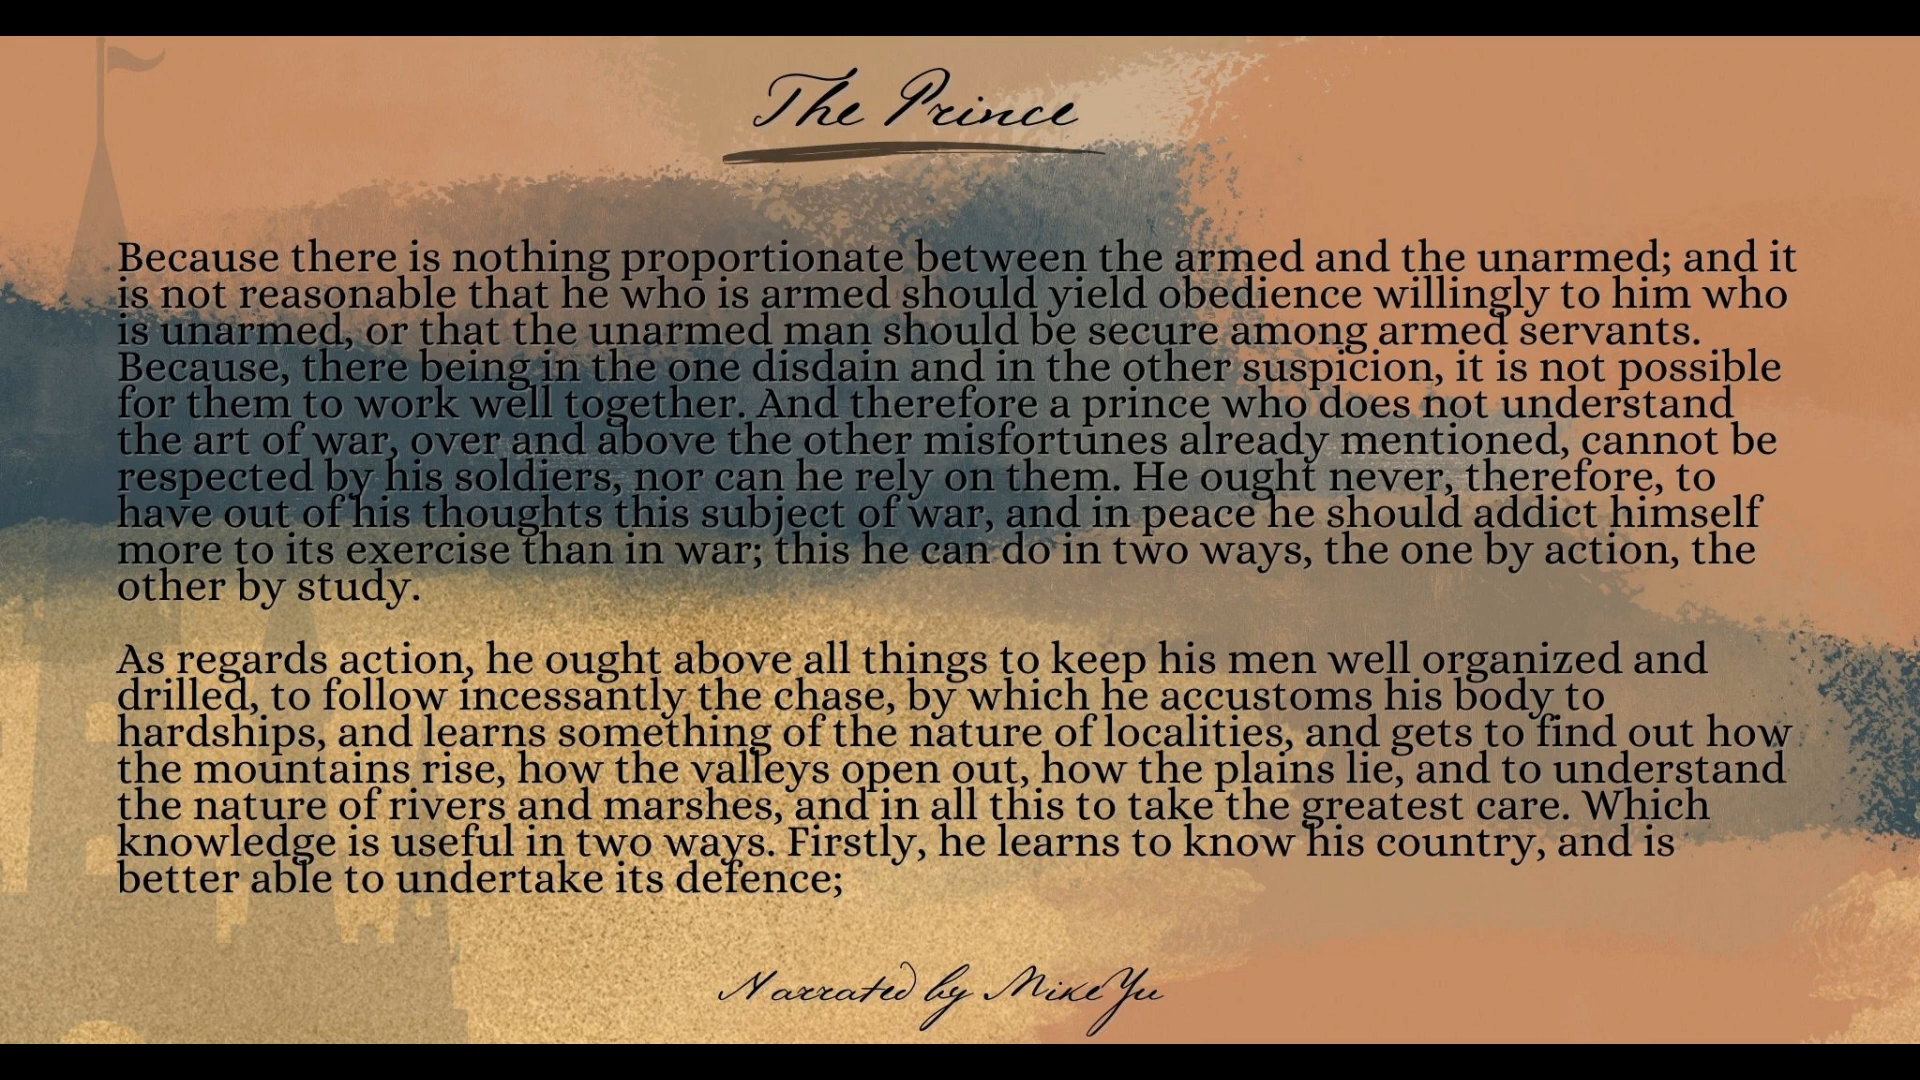 The Prince
Because there is nothing proportionate between the armed and the unarmed; and it
is not reasonable that he who is armed should yield obedience willingly to him who
is unarmed, or that the unarmed man should be secure among armed servants.
Because, there being in the one disdain and in the other suspicion, it is not possible
for them to work well together. And therefore a prince who does not understand
the art of war, over and above the other misfortunes already mentioned, cannot be
respected by his soldiers, nor can he rely on them. He ought never, therefore, to
have out of his thoughts this subject of war, and in peace he should addict himself
more to its exercise than in war; this he can do in two ways, the one by action, the
other by study.
As regards action, he ought above all things to keep his men well organized and
drilled, to follow incessantly the chase, by which he accustoms his body to
hardships, and learns something of the nature of localities, and gets to find out how
the mountains rise, how the valleys open out, how the plains lie, and to understand
the nature of rivers and marshes, and in all this to take the greatest care. Which
knowledge is useful in two ways. Firstly, he learns to know his country, and is
better able to undertake its defence;
Narrated by Mike Yu